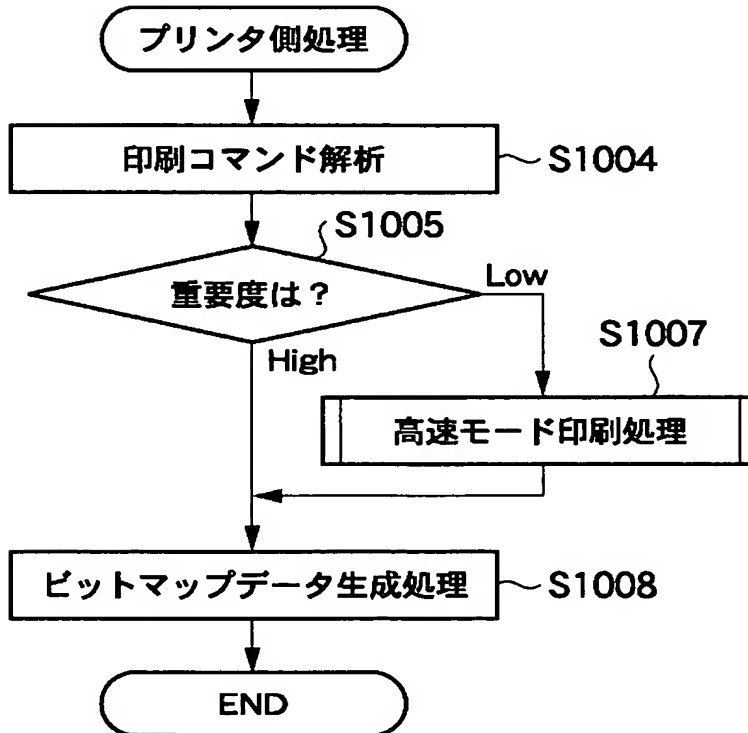 プリンタ側処理
印刷コマンド解析
S1004
S1005
重要度は？
Low
High
S1007
高速モード印刷処理
ビットマップデータ生成処理
S1008
END